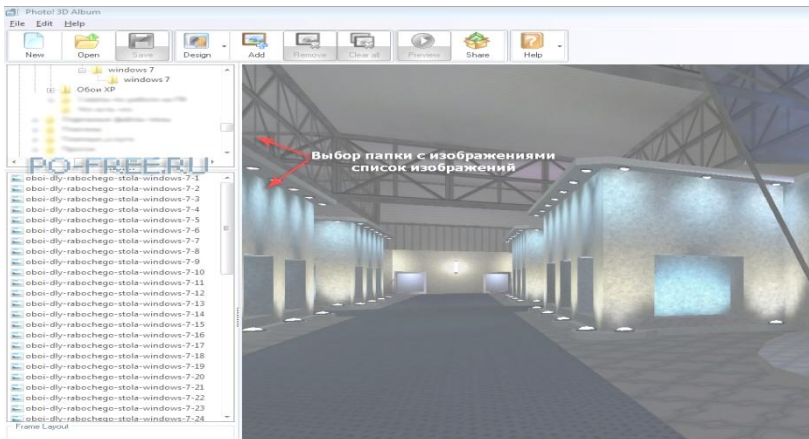 Photo! 3D Album
File Edit Help
New Open Save Design Add Remove Clear all Preview Share Help
windows 7
windows 7
Обои XP
PO-FREE.RU
Выбор папки с изображениями
список изображений
oboi-dly-rabochego-stola-windows-7-1
oboi-dly-rabochego-stola-windows-7-2
oboi-dly-rabochego-stola-windows-7-3
oboi-dly-rabochego-stola-windows-7-4
oboi-dly-rabochego-stola-windows-7-5
oboi-dly-rabochego-stola-windows-7-6
oboi-dly-rabochego-stola-windows-7-7
oboi-dly-rabochego-stola-windows-7-8
oboi-dly-rabochego-stola-windows-7-9
oboi-dly-rabochego-stola-windows-7-10
oboi-dly-rabochego-stola-windows-7-11
oboi-dly-rabochego-stola-windows-7-12
oboi-dly-rabochego-stola-windows-7-13
oboi-dly-rabochego-stola-windows-7-14
oboi-dly-rabochego-stola-windows-7-15
oboi-dly-rabochego-stola-windows-7-16
oboi-dly-rabochego-stola-windows-7-17
oboi-dly-rabochego-stola-windows-7-18
oboi-dly-rabochego-stola-windows-7-19
oboi-dly-rabochego-stola-windows-7-20
oboi-dly-rabochego-stola-windows-7-21
oboi-dly-rabochego-stola-windows-7-22
oboi-dly-rabochego-stola-windows-7-23
oboi-dly-rabochego-stola-windows-7-24
Frame Layout